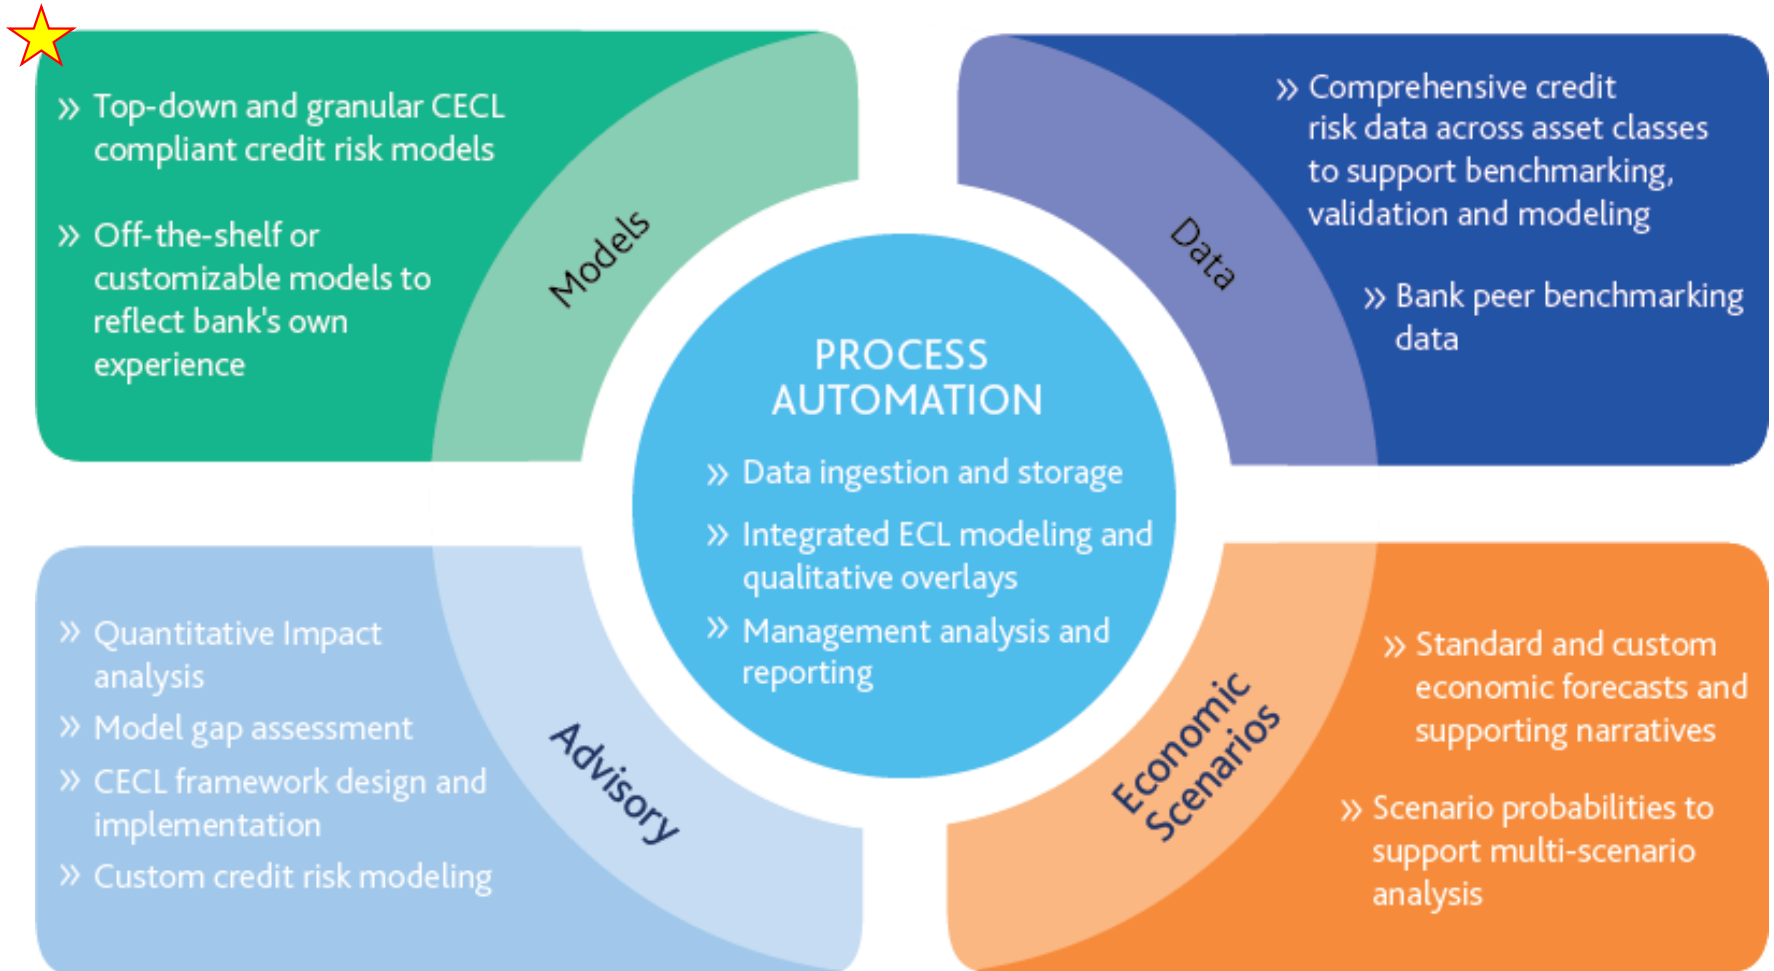 » Top-down and granular CECL
compliant credit risk models
» Off-the-shelf or
customizable models to
reflect bank's own
experience
Models
» Comprehensive credit
risk data across asset classes
to support benchmarking,
validation and modeling
» Bank peer benchmarking
data
Data
PROCESS
AUTOMATION
» Data ingestion and storage
» Integrated ECL modeling and
qualitative overlays
» Management analysis and
reporting
» Quantitative Impact
analysis
» Model gap assessment
» CECL framework design and
implementation
» Custom credit risk modeling
Advisory
Economic
Scenarios
» Standard and custom
economic forecasts and
supporting narratives
» Scenario probabilities to
support multi-scenario
analysis